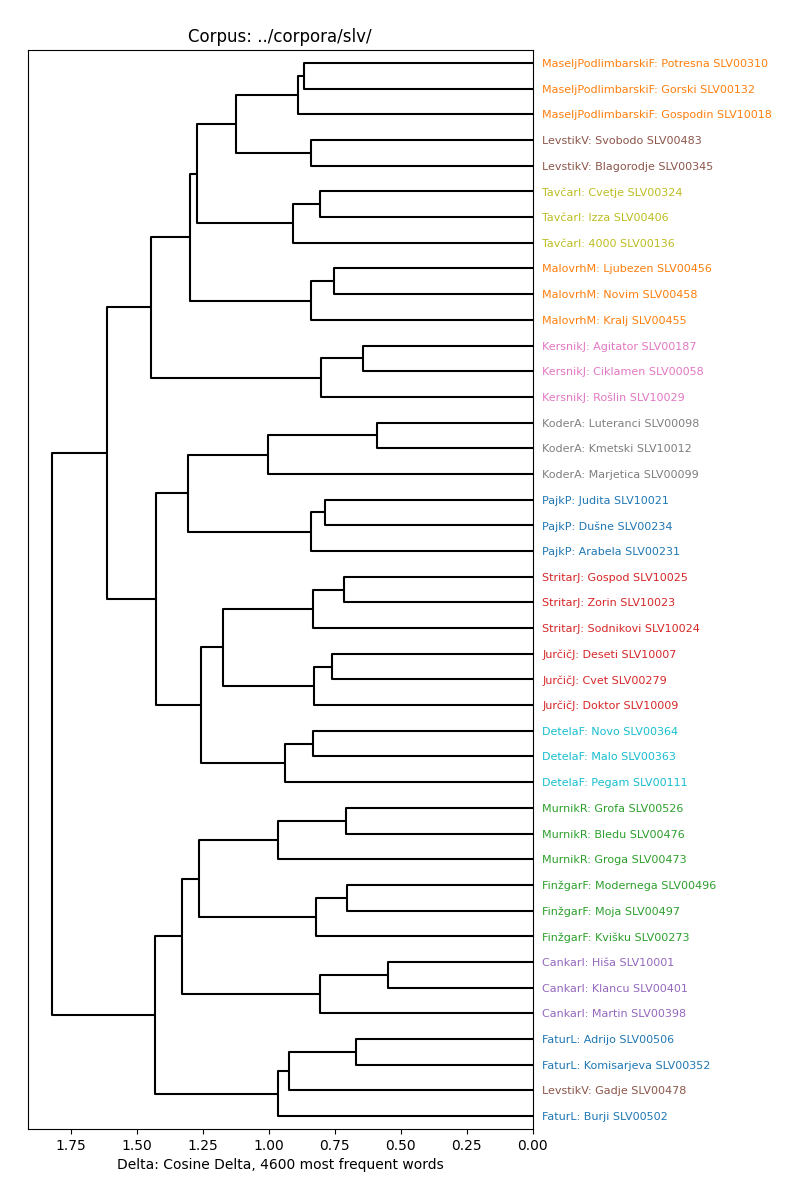 Corpus: ../corpora/slv/
MaseljPodlimbarskiF: Potresna SLV00310
MaseljPodlimbarskiF: Gorski SLV00132
MaseljPodlimbarskiF: Gospodin SLV10018
LevstikV: Svobodo SLV00483
LevstikV: Blagorodje SLV00345
TavčarI: Cvetje SLV00324
TavčarI: Izza SLV00406
TavčarI: 4000 SLV00136
MalovrhM: Ljubezen SLV00456
MalovrhM: Novim SLV00458
MalovrhM: Kralj SLV00455
KersnikJ: Agitator SLV00187
KersnikJ: Ciklamen SLV00058
KersnikJ: Rošlin SLV10029
KoderA: Luteranci SLV00098
KoderA: Kmetski SLV10012
KoderA: Marjetica SLV00099
PajkP: Judita SLV10021
PajkP: Dušne SLV00234
PajkP: Arabela SLV00231
StritarJ: Gospod SLV10025
StritarJ: Zorin SLV10023
StritarJ: Sodnikovi SLV10024
JurčičJ: Deseti SLV10007
JurčičJ: Cvet SLV00279
JurčičJ: Doktor SLV10009
DetelaF: Novo SLV00364
DetelaF: Malo SLV00363
DetelaF: Pegam SLV00111
MurnikR: Grofa SLV00526
MurnikR: Bledu SLV00476
MurnikR: Groga SLV00473
FinžgarF: Modernega SLV00496
FinžgarF: Moja SLV00497
FinžgarF: Kvišku SLV00273
CankarI: Hiša SLV10001
CankarI: Klancu SLV00401
CankarI: Martin SLV00398
FaturL: Adrijo SLV00506
FaturL: Komisarjeva SLV00352
LevstikV: Gadje SLV00478
FaturL: Burji SLV00502
1.75 1.50 1.25 1.00 0.75 0.50 0.25 0.00
Delta: Cosine Delta, 4600 most frequent words